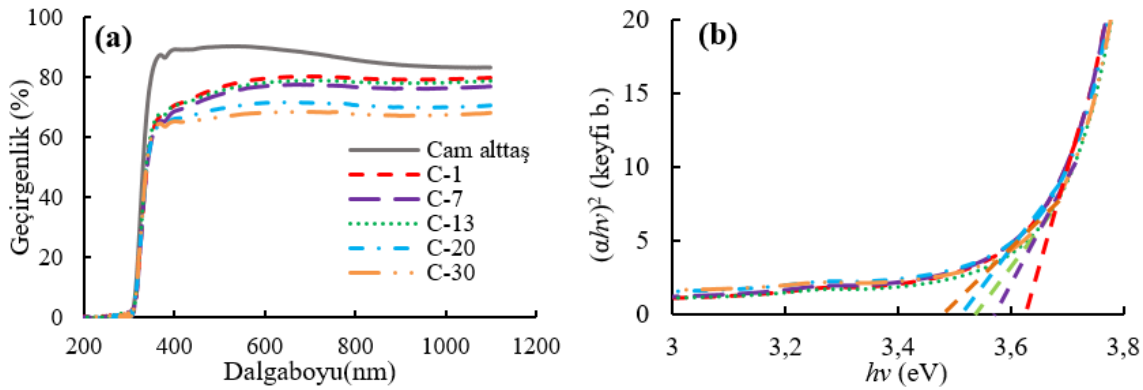 (a)
Geçirgenlik (%)
100
80
60
40
20
0
200
400
600
800
1000
1200
Dalgaboyu(nm)
Cam alttaş
C-1
C-7
C-13
C-20
C-30
(b)
(αhν)² (keyfi b.)
20
15
10
5
0
3
3,2
3,4
3,6
3,8
hν (eV)